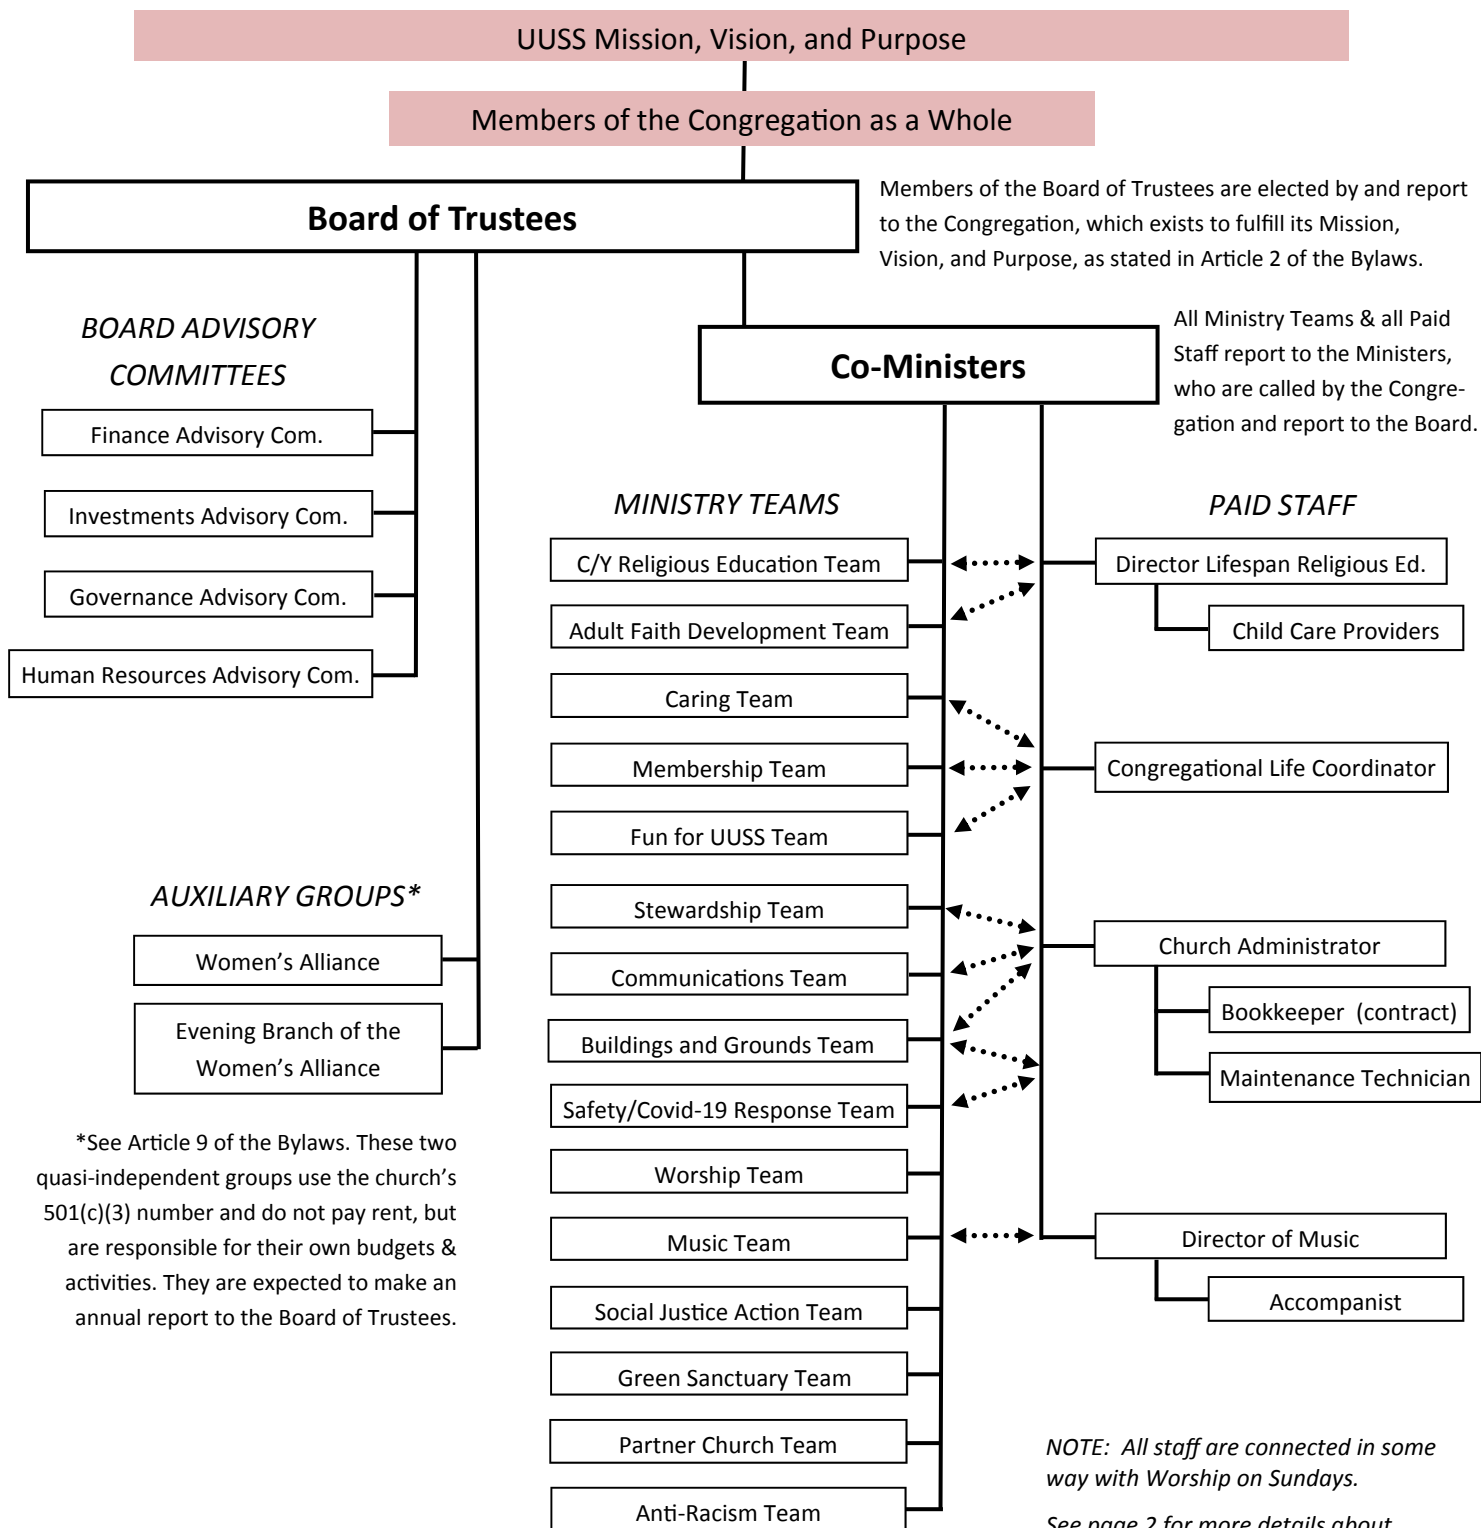 UUSS Mission, Vision, and Purpose
Members of the Congregation as a Whole
Board of Trustees
Members of the Board of Trustees are elected by and report
to the Congregation, which exists to fulfill its Mission,
Vision, and Purpose, as stated in Article 2 of the Bylaws.
Co-Ministers
All Ministry Teams & all Paid
Staff report to the Ministers,
who are called by the Congre-
gation and report to the Board.
BOARD ADVISORY
COMMITTEES
Finance Advisory Com.
Investments Advisory Com.
Governance Advisory Com.
Human Resources Advisory Com.
AUXILIARY GROUPS*
Women’s Alliance
Evening Branch of the
Women’s Alliance
*See Article 9 of the Bylaws. These two
quasi-independent groups use the church’s
501(c)(3) number and do not pay rent, but
are responsible for their own budgets &
activities. They are expected to make an
annual report to the Board of Trustees.
MINISTRY TEAMS
C/Y Religious Education Team
Adult Faith Development Team
Caring Team
Membership Team
Fun for UUSS Team
Stewardship Team
Communications Team
Buildings and Grounds Team
Safety/Covid-19 Response Team
Worship Team
Music Team
Social Justice Action Team
Green Sanctuary Team
Partner Church Team
Anti-Racism Team
PAID STAFF
Director Lifespan Religious Ed.
Child Care Providers
Congregational Life Coordinator
Church Administrator
Bookkeeper (contract)
Maintenance Technician
Director of Music
Accompanist
NOTE: All staff are connected in some
way with Worship on Sundays.
See page 2 for more details about